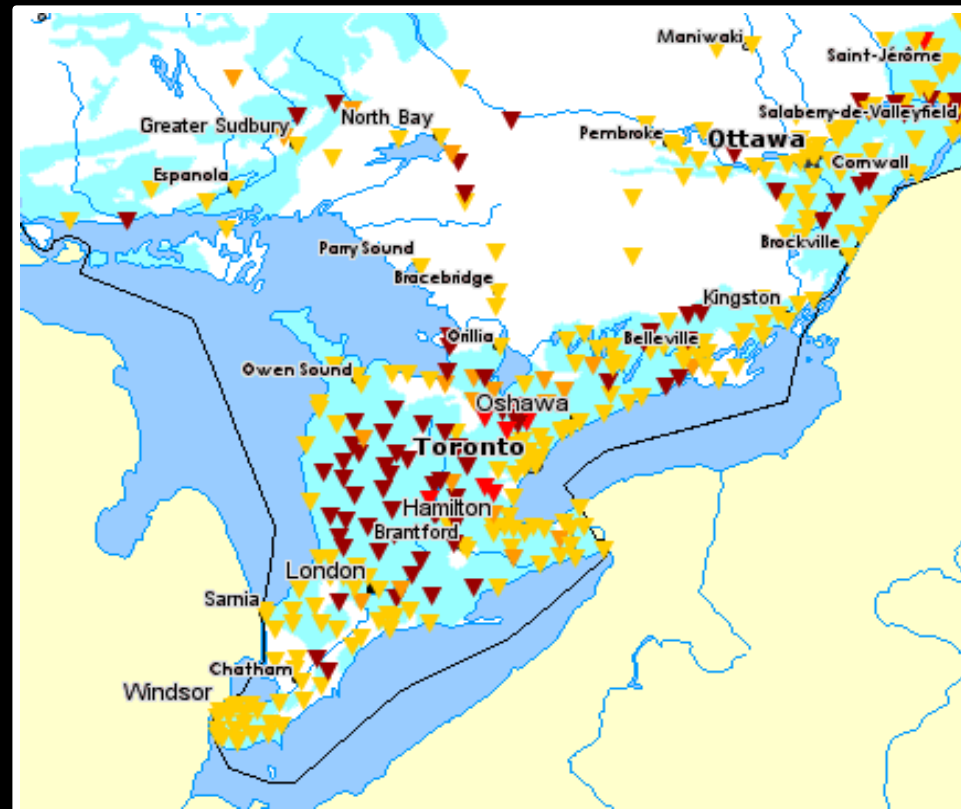 Maniwaki
Saint-Jérôme
Salaberry-de-Valleyfield
Greater Sudbury
North Bay
Pembroke
Ottawa
Cornwall
Espanola
Parry Sound
Brockville
Bracebridge
Kingston
Orillia
Belleville
Owen Sound
Oshawa
Toronto
Hamilton
Brantford
London
Sarnia
Chatham
Windsor